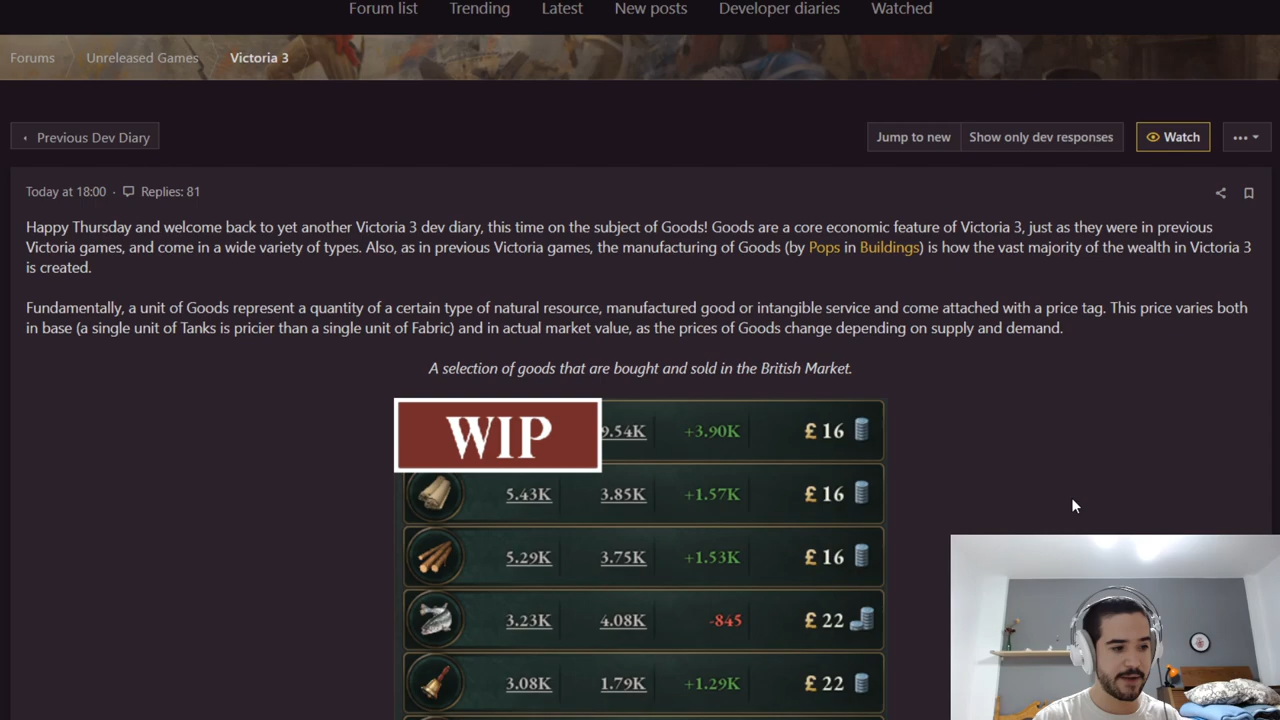 Forum list Trending Latest New posts Developer diaries Watched
Forums Unreleased Games Victoria 3
Previous Dev Diary Jump to new Show only dev responses Watch
Today at 18:00 · Replies: 81
Happy Thursday and welcome back to yet another Victoria 3 dev diary, this time on the subject of Goods! Goods are a core economic feature of Victoria 3, just as they were in previous
Victoria games, and come in a wide variety of types. Also, as in previous Victoria games, the manufacturing of Goods (by Pops in Buildings) is how the vast majority of the wealth in Victoria 3
is created.
Fundamentally, a unit of Goods represent a quantity of a certain type of natural resource, manufactured good or intangible service and come attached with a price tag. This price varies both
in base (a single unit of Tanks is pricier than a single unit of Fabric) and in actual market value, as the prices of Goods change depending on supply and demand.
A selection of goods that are bought and sold in the British Market.
WIP 9.54K +3.90K £ 16
5.43K 3.85K +1.57K £ 16
5.29K 3.75K +1.53K £ 16
3.23K 4.08K -845 £ 22
3.08K 1.79K +1.29K £ 22